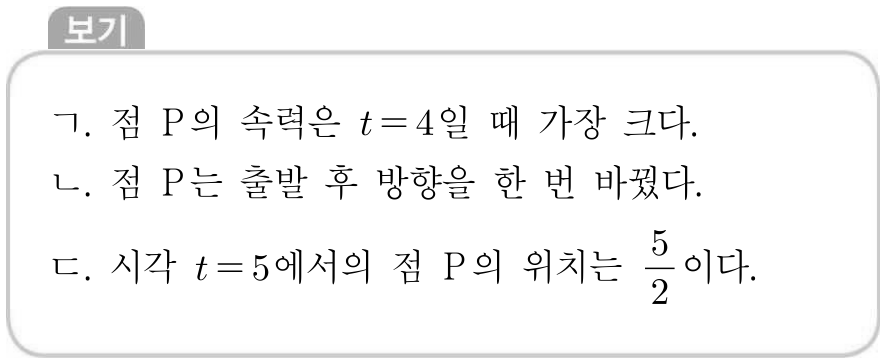 보기
ㄱ. 점 P의 속력은 t=4일 때 가장 크다.
ㄴ. 점 P는 출발 후 방향을 한 번 바꿨다.
ㄷ. 시각 t=5에서의 점 P의 위치는 5/2이다.